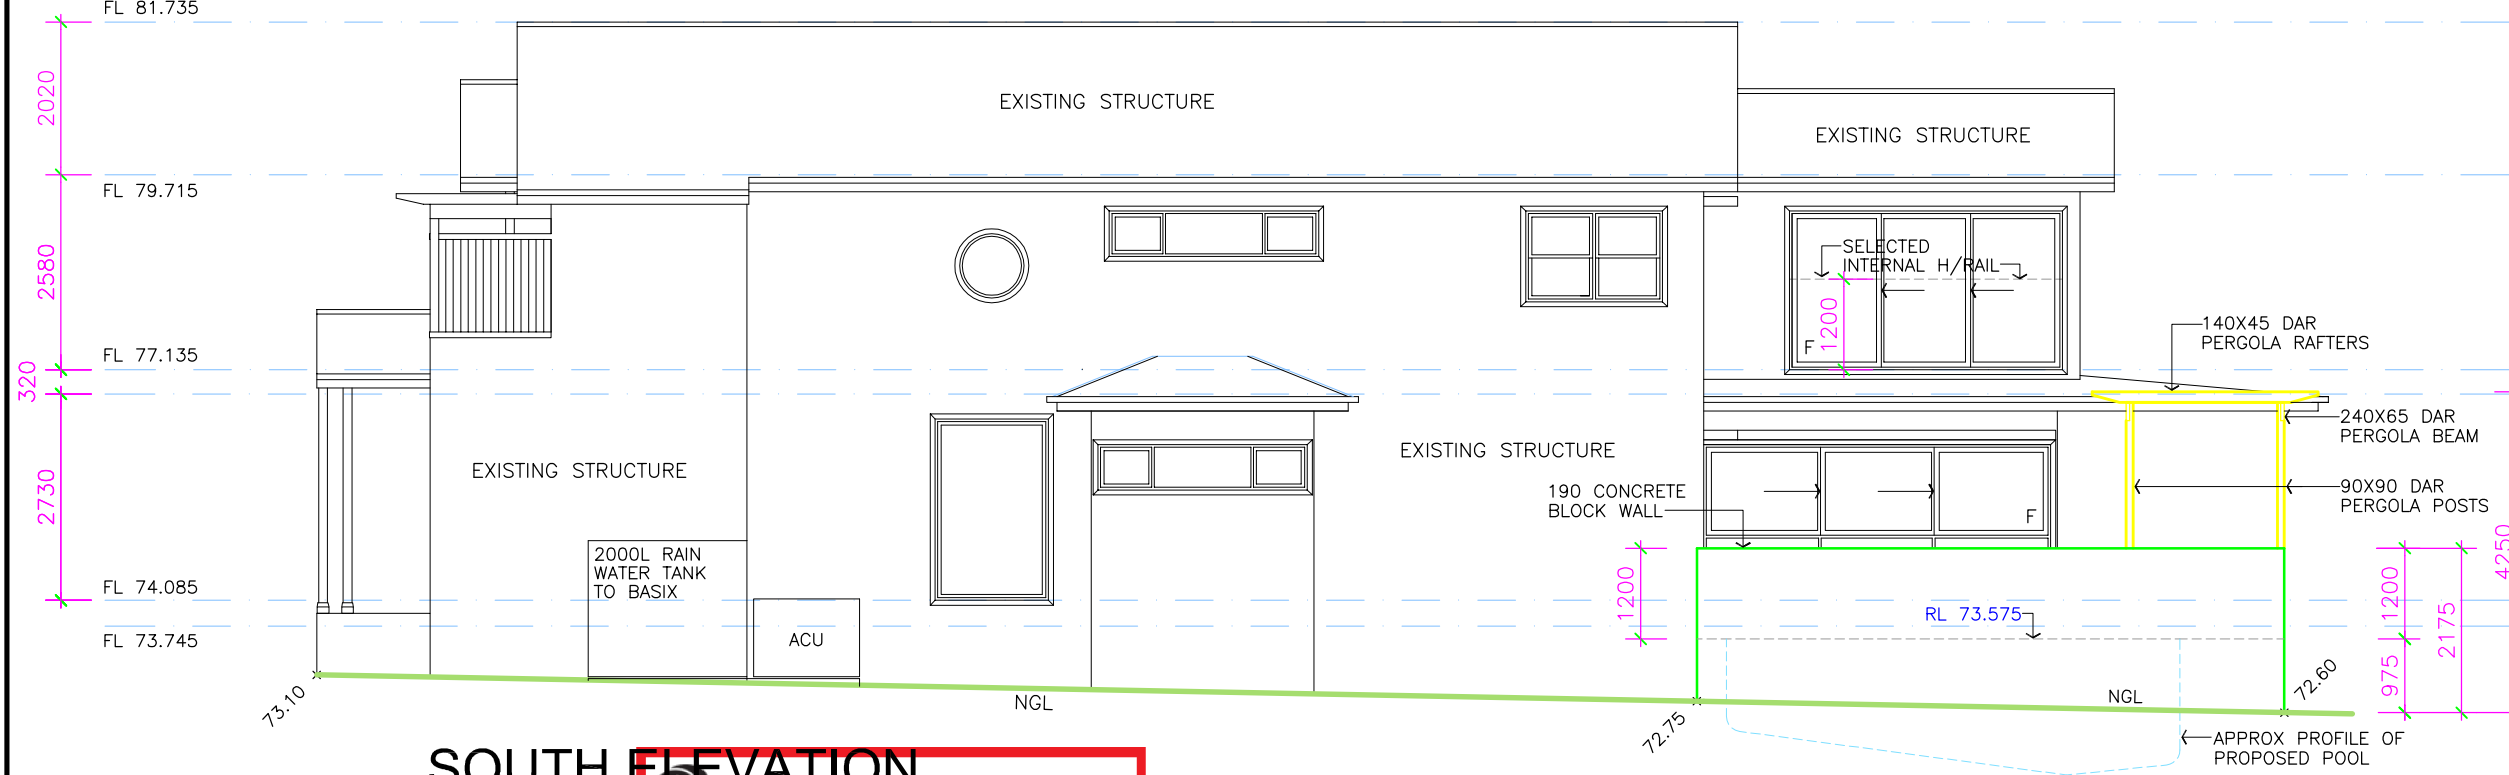 FL 81.735
2020
EXISTING STRUCTURE
EXISTING STRUCTURE
FL 79.715
2580
SELECTED
INTERNAL H/RAIL
1200
F
140X45 DAR
PERGOLA RAFTERS
FL 77.135
320
240X65 DAR
PERGOLA BEAM
EXISTING STRUCTURE
EXISTING STRUCTURE
2730
190 CONCRETE
BLOCK WALL
F
90X90 DAR
PERGOLA POSTS
4250
2000L RAIN
WATER TANK
TO BASIX
FL 74.085
1200
RL 73.575
1200
2175
FL 73.745
ACU
975
73.10
NGL
NGL
72.60
72.75
APPROX PROFILE OF
PROPOSED POOL
SOUTH ELEVATION